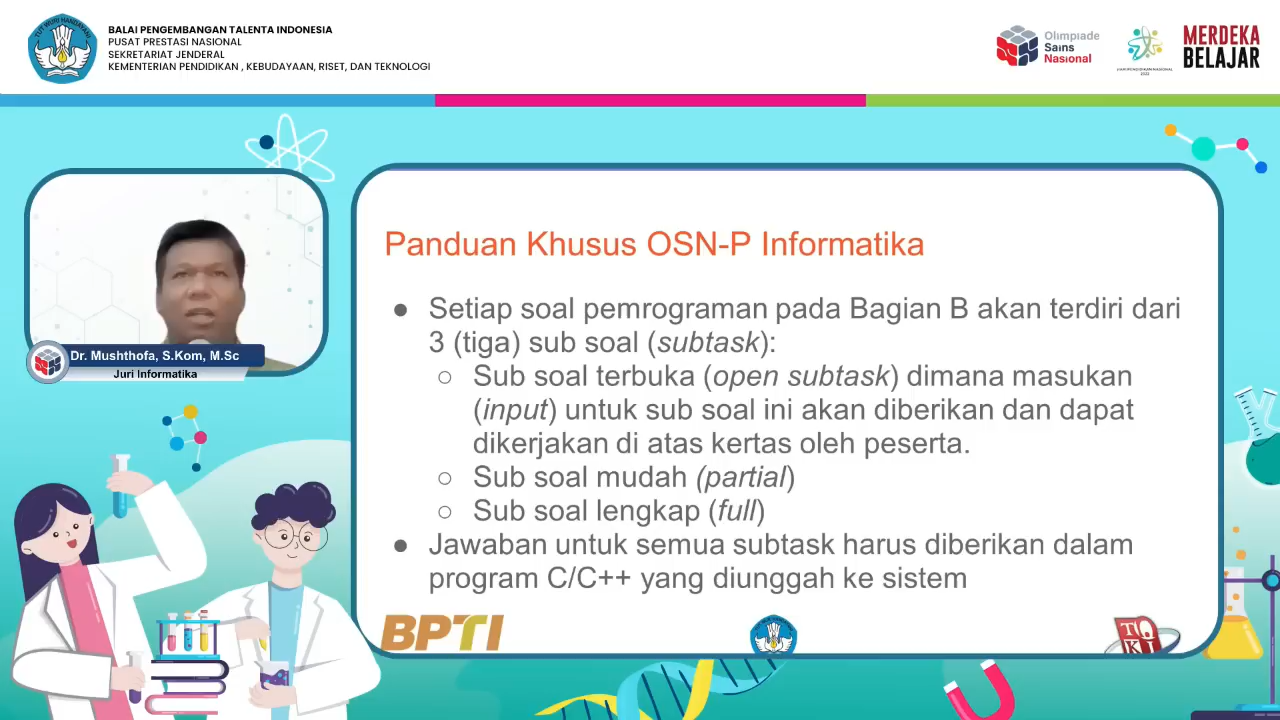 BALAI PENGEMBANGAN TALENTA INDONESIA
PUSAT PRESTASI NASIONAL
SEKRETARIAT JENDERAL
KEMENTERIAN PENDIDIKAN , KEBUDAYAAN, RISET, DAN TEKNOLOGI
TUT WURI HANDAYANI
Olimpiade
Sains
Nasional
MERDEKA
BELAJAR
Panduan Khusus OSN-P Informatika
● Setiap soal pemrograman pada Bagian B akan terdiri dari
3 (tiga) sub soal (subtask):
○ Sub soal terbuka (open subtask) dimana masukan
(input) untuk sub soal ini akan diberikan dan dapat
dikerjakan di atas kertas oleh peserta.
○ Sub soal mudah (partial)
○ Sub soal lengkap (full)
● Jawaban untuk semua subtask harus diberikan dalam
program C/C++ yang diunggah ke sistem
Dr. Mushthofa, S.Kom, M.Sc
Juri Informatika
BPTI
TOKI